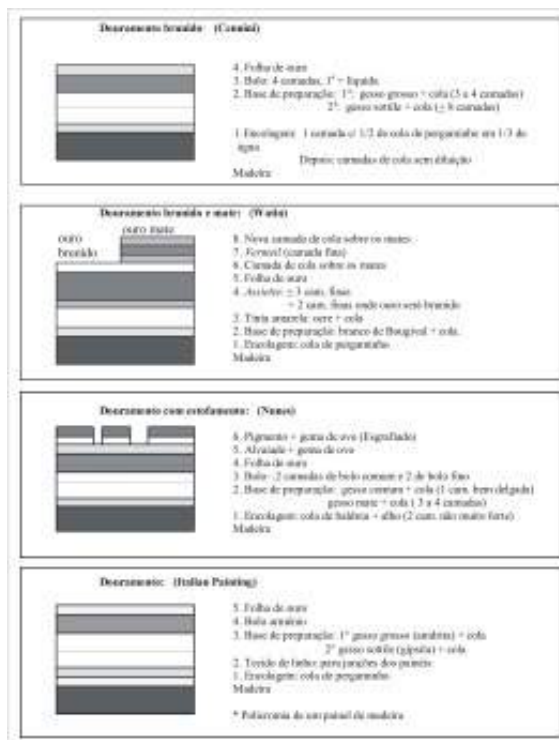 Douramento brunido: (Cennini)
4. Folha de ouro
3. Bolo: 4 camadas, 1ª + líquida
2. Base de preparação: 1º: gesso grosso + cola (3 a 4 camadas)
2º: gesso sottile + cola (± 8 camadas)
1. Encolagem: 1 camada c/ 1/2 de cola de pergaminho em 1/3 de
água
Depois: camadas de cola sem diluição
Madeira
Douramento brunido e mate: (Watin)
ouro mate
ouro
brunido
8. Nova camada de cola sobre os mates
7. Vermeil (camada fina)
6. Camada de cola sobre os mates
5. Folha de ouro
4. Assiette: ± 3 cam. finas
+ 2 cam. finas onde ouro será brunido
3. Tinta amarela: ocre + cola
2. Base de preparação: branco de Bougival + cola.
1. Encolagem: cola de pergaminho
Madeira
Douramento com estofamento: (Nunes)
6. Pigmento + gema de ovo (Esgrafiado)
5. Alvaiade + gema de ovo
4. Folha de ouro
3. Bolo: 2 camadas de bolo comum e 2 de bolo fino
2. Base de preparação: gesso comum + cola (1 cam. bem delgada)
gesso mate + cola (3 a 4 camadas)
1. Encolagem: cola de baldréu + alho (2 cam. não muito forte)
Madeira
Douramento: (Italian Painting)
5. Folha de ouro
4. Bolo armênio
3. Base de preparação: 1º gesso grosso (anidrita) + cola
2º gesso sottile (gipsita) + cola
2. Tecido de linho: para junções dos painéis
1. Encolagem: cola de pergaminho
Madeira
* Policromia de um painel de madeira